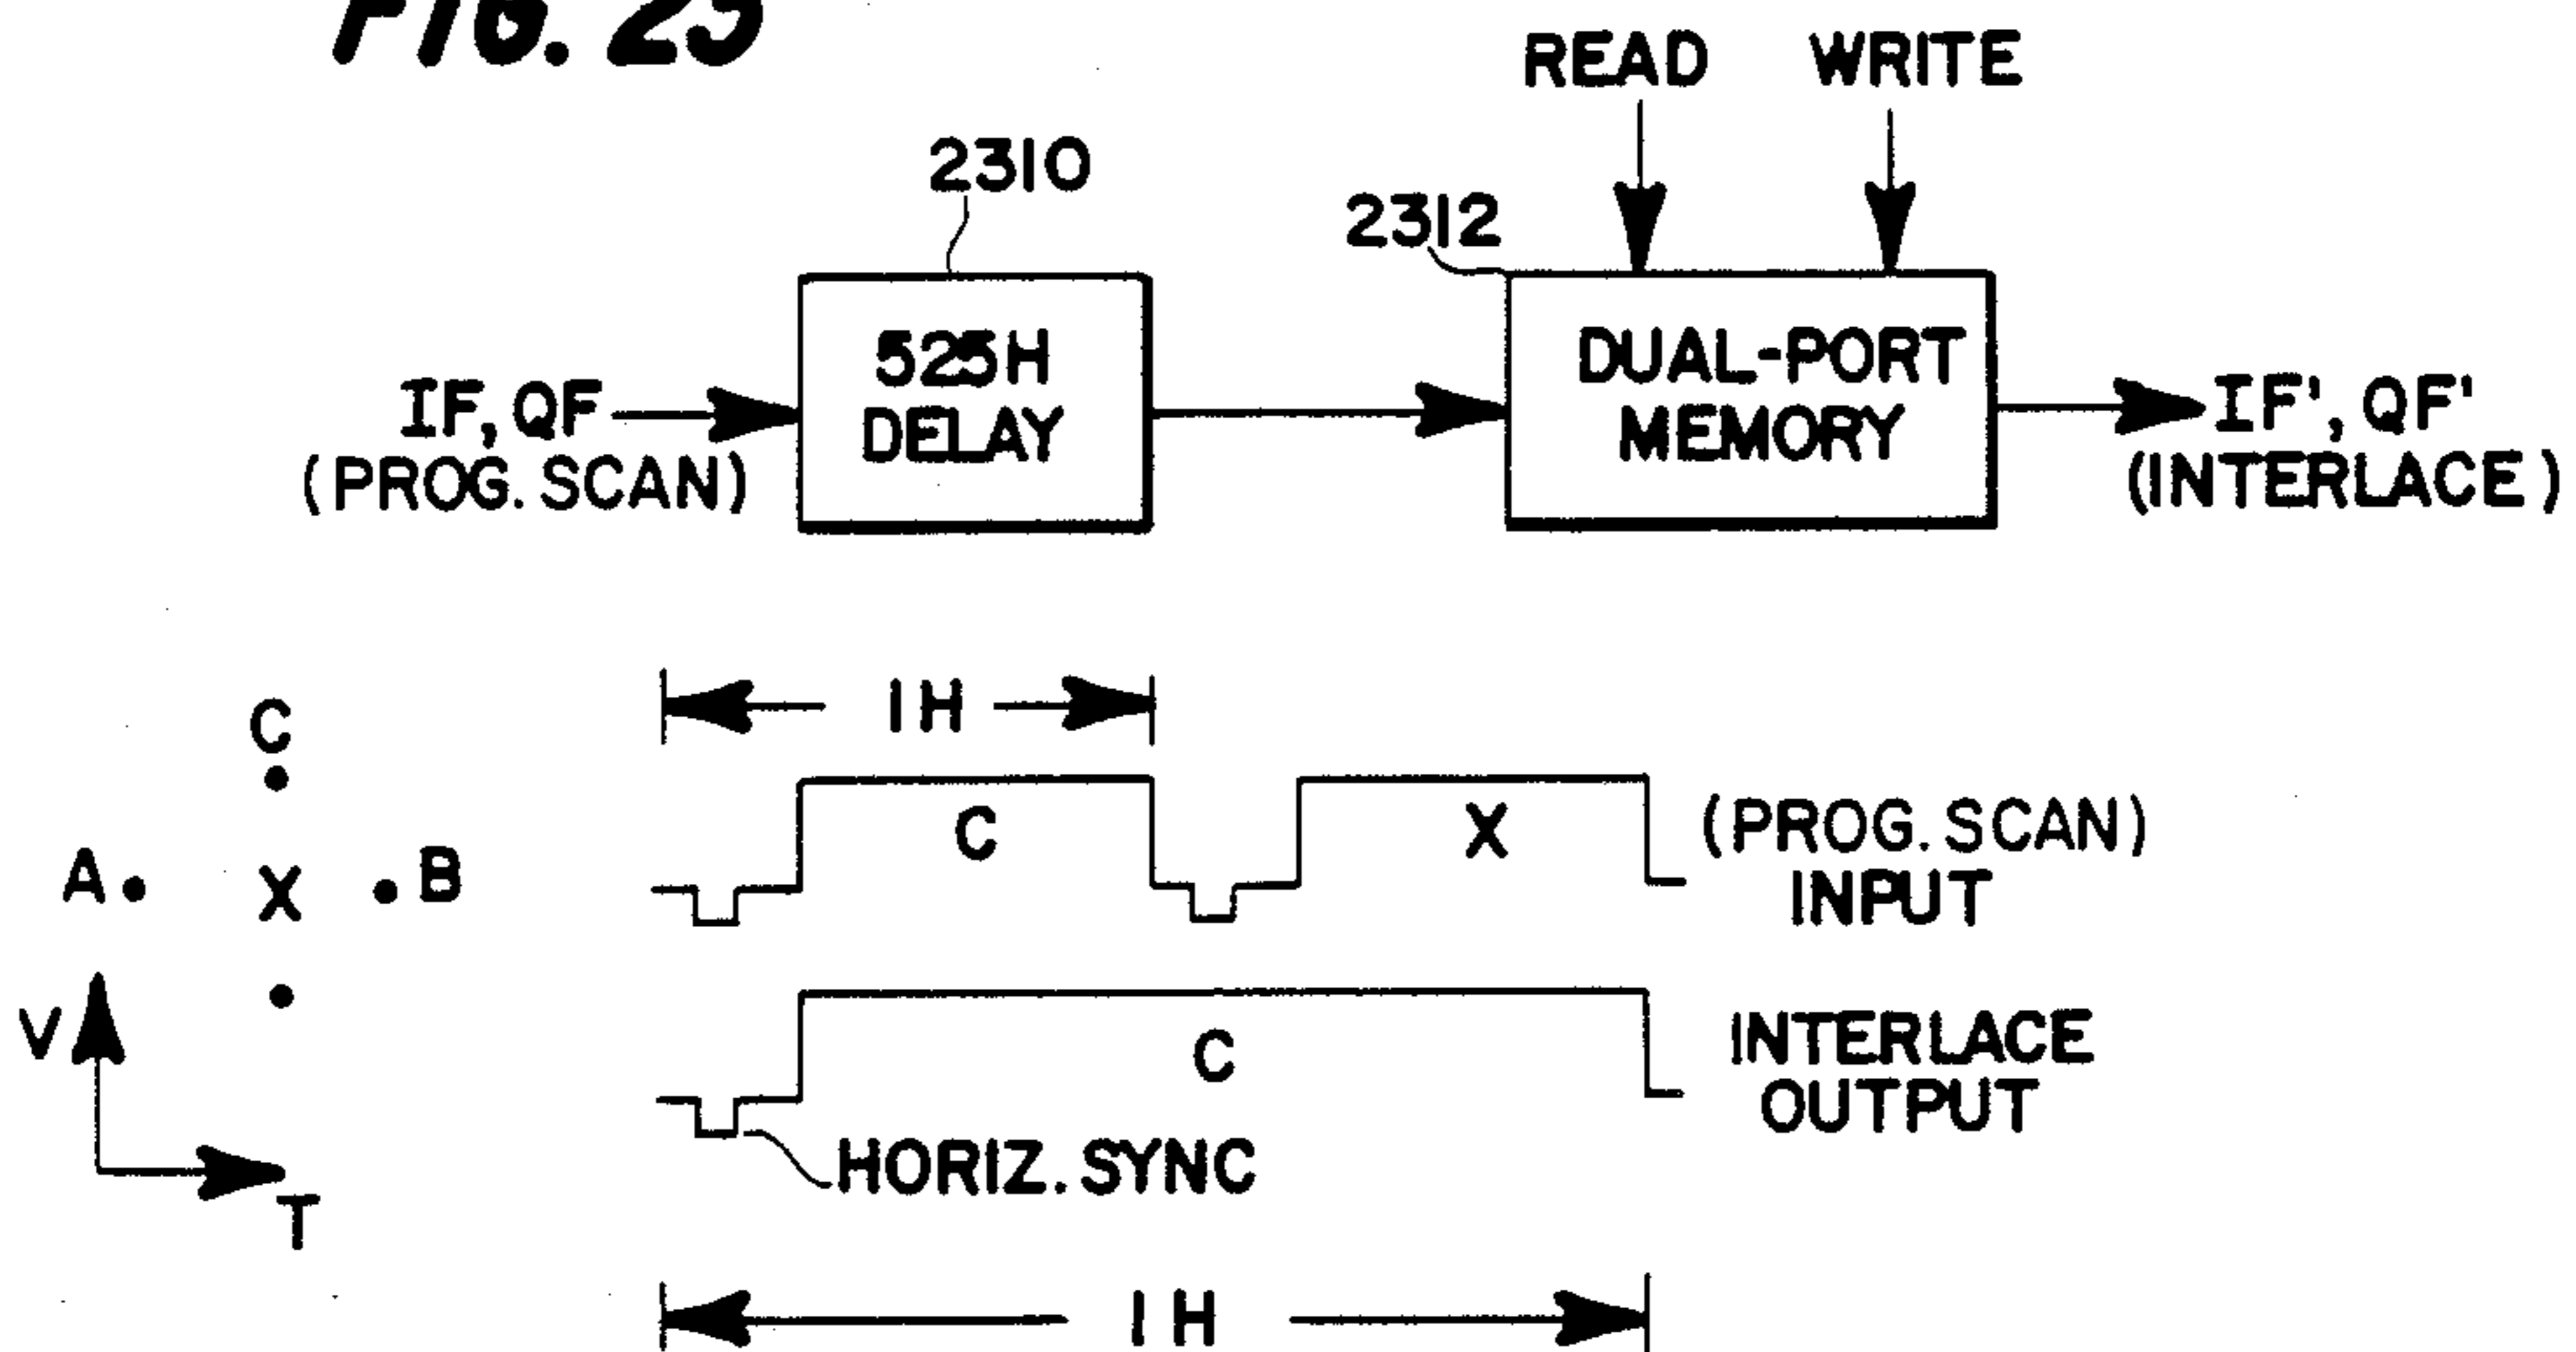 FIG. 23
READ WRITE
2310
2312
525H
DELAY
DUAL-PORT
MEMORY
IF, QF
(PROG. SCAN)
IF', QF'
(INTERLACE)
C
A
X
B
V
T
1H
C
X
(PROG. SCAN)
INPUT
C
INTERLACE
OUTPUT
HORIZ. SYNC
1H